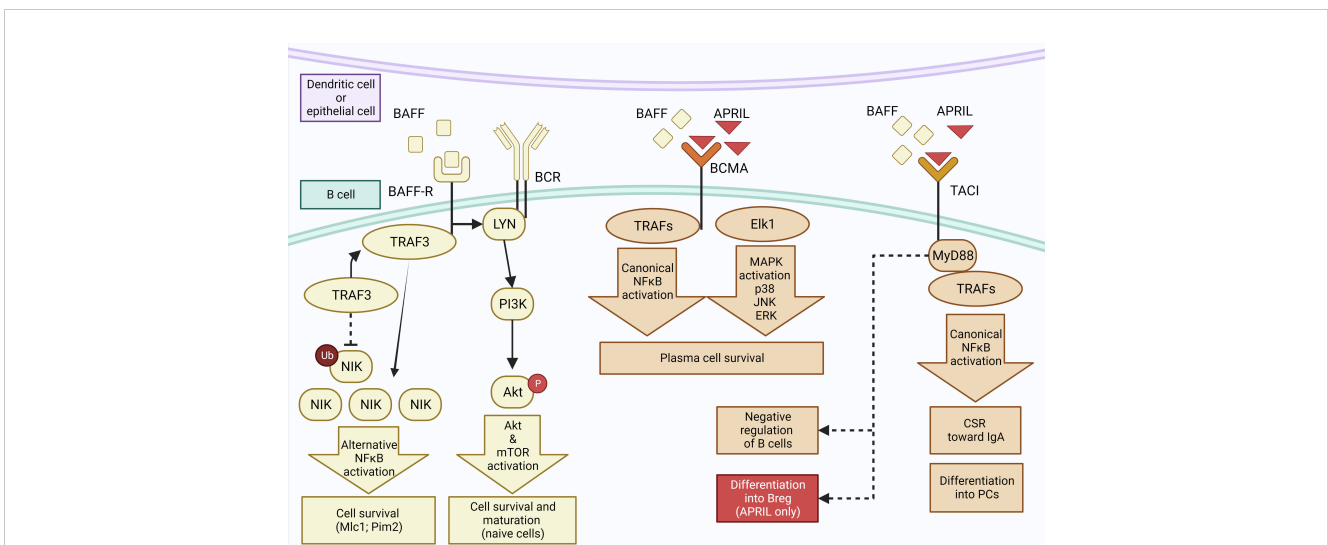 Dendritic cell
or
epithelial cell
BAFF
BAFF-R
B cell
BCR
LYN
TRAF3
TRAF3
Ub
NIK
NIK
NIK
NIK
Alternative
NFκB
activation
Cell survival
(Mlc1; Pim2)
PI3K
Akt
P
Akt
&
mTOR
activation
Cell survival and
maturation
(naive cells)
BAFF
APRIL
BCMA
TRAFs
Elk1
Canonical
NFκB
activation
MAPK
activation
p38
JNK
ERK
Plasma cell survival
BAFF
APRIL
TACI
MyD88
TRAFs
Canonical
NFκB
activation
CSR
toward IgA
Differentiation
into PCs
Negative
regulation
of B cells
Differentiation
into Breg
(APRIL only)